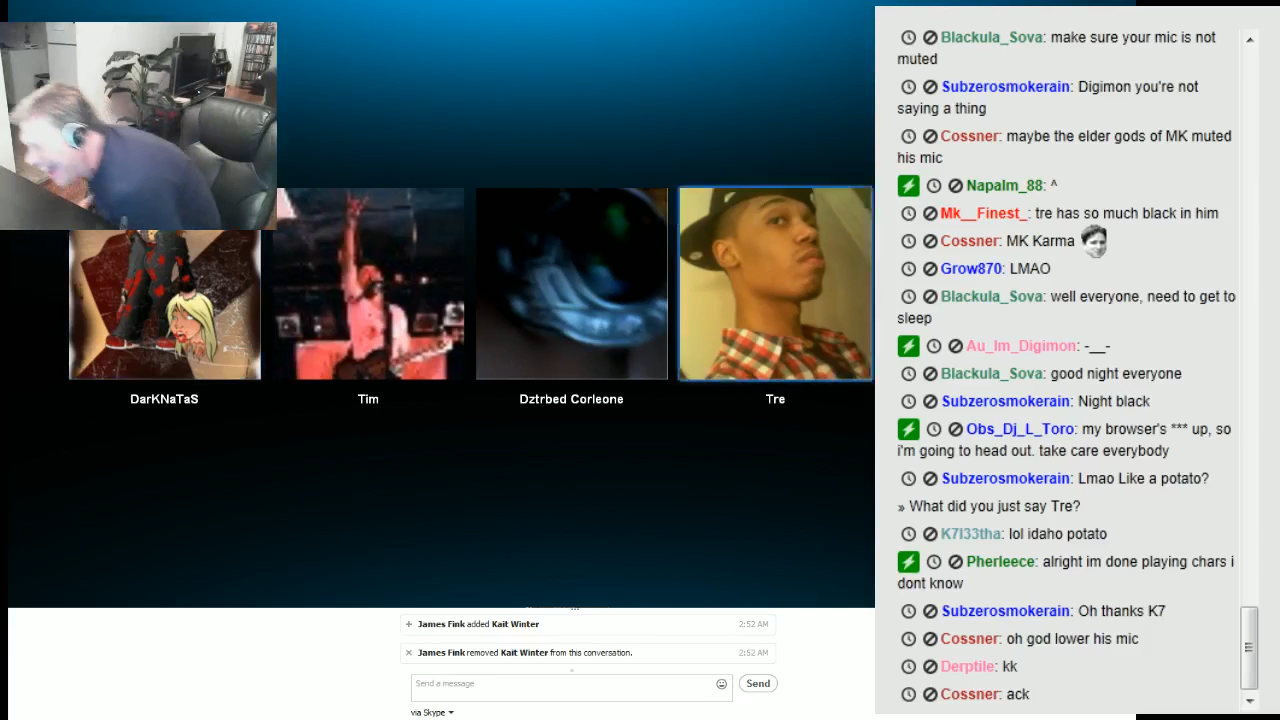 Blackula_Sova: make sure your mic is not
muted
Subzerosmokerain: Digimon you're not
saying a thing
Cossner: maybe the elder gods of MK muted
his mic
Napalm_88: ^
Mk__Finest_: tre has so much black in him
Cossner: MK Karma
Grow870: LMAO
Blackula_Sova: well everyone, need to get to
sleep
Au_Im_Digimon: -__-
Blackula_Sova: good night everyone
Subzerosmokerain: Night black
Obs_Dj_L_Toro: my browser's *** up, so
i'm going to head out. take care everybody
Subzerosmokerain: Lmao Like a potato?
» What did you just say Tre?
K7l33tha: lol idaho potato
Pherleece: alright im done playing chars i
dont know
Subzerosmokerain: Oh thanks K7
Cossner: oh god lower his mic
Derptile: kk
Cossner: ack
DarKNaTaS
Tim
Dztrbed Corleone
Tre
James Fink added Kait Winter 2:52 AM
James Fink removed Kait Winter from this conversation. 2:52 AM
Send a message
Send
via Skype